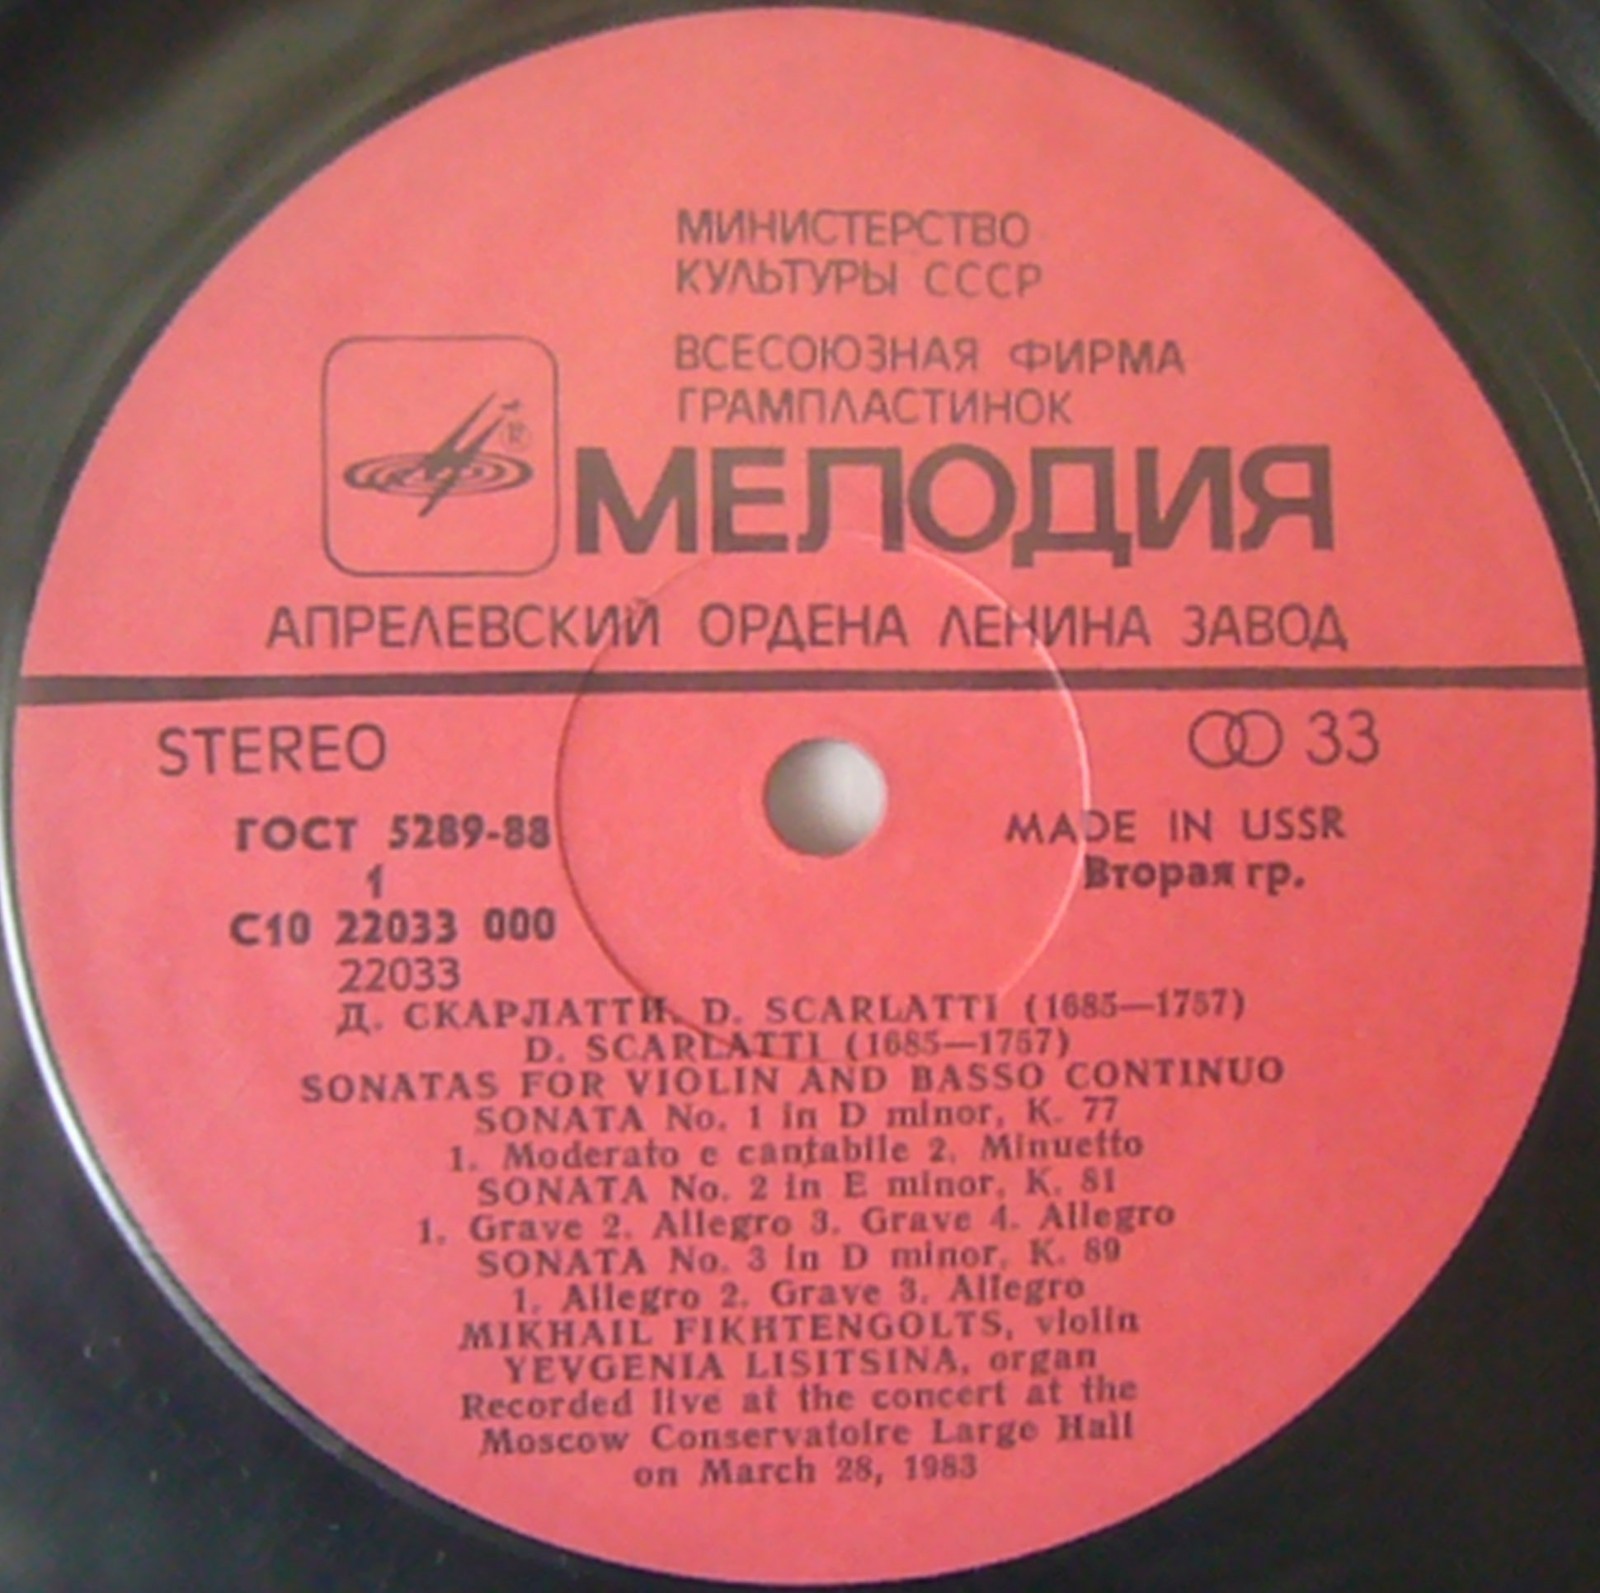 МИНИСТЕРСТВО
КУЛЬТУРЫ СССР
ВСЕСОЮЗНАЯ ФИРМА
ГРАМПЛАСТИНОК
®
МЕЛОДИЯ
АПРЕЛЕВСКИЙ ОРДЕНА ЛЕНИНА ЗАВОД
STEREO
33
ГОСТ 5289-88
MADE IN USSR
1
Вторая гр.
С10 22033 000
22033
Д. СКАРЛАТТИ. D. SCARLATTI (1685—1757)
D. SCARLATTI (1685—1757)
SONATAS FOR VIOLIN AND BASSO CONTINUO
SONATA No. 1 in D minor, K. 77
1. Moderato e cantabile 2. Minuetto
SONATA No. 2 in E minor, K. 81
1. Grave 2. Allegro 3. Grave 4. Allegro
SONATA No. 3 in D minor, K. 89
1. Allegro 2. Grave 3. Allegro
MIKHAIL FIKHTENGOLTS, violin
YEVGENIA LISITSINA, organ
Recorded live at the concert at the
Moscow Conservatoire Large Hall
on March 28, 1983